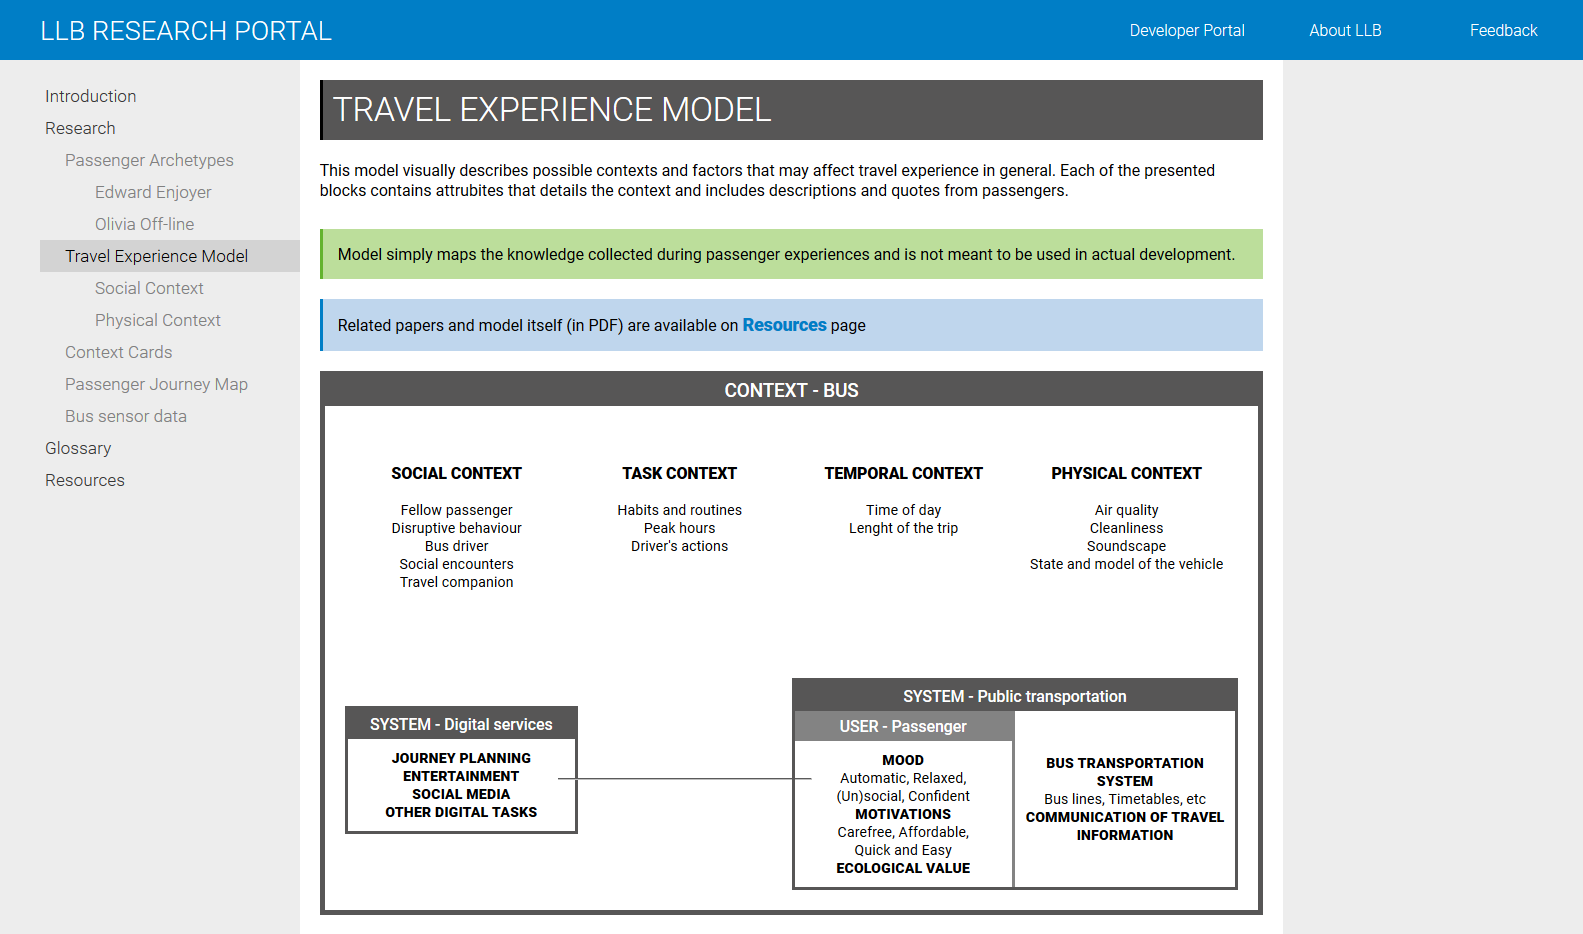 LLB RESEARCH PORTAL
Developer Portal
About LLB
Feedback
Introduction
Research
Passenger Archetypes
Edward Enjoyer
Olivia Off-line
Travel Experience Model
Social Context
Physical Context
Context Cards
Passenger Journey Map
Bus sensor data
Glossary
Resources
TRAVEL EXPERIENCE MODEL
This model visually describes possible contexts and factors that may affect travel experience in general. Each of the presented
blocks contains attrubites that details the context and includes descriptions and quotes from passengers.
Model simply maps the knowledge collected during passenger experiences and is not meant to be used in actual development.
Related papers and model itself (in PDF) are available on Resources page
CONTEXT - BUS
SOCIAL CONTEXT
Fellow passenger
Disruptive behaviour
Bus driver
Social encounters
Travel companion
TASK CONTEXT
Habits and routines
Peak hours
Driver's actions
TEMPORAL CONTEXT
Time of day
Lenght of the trip
PHYSICAL CONTEXT
Air quality
Cleanliness
Soundscape
State and model of the vehicle
SYSTEM - Digital services
JOURNEY PLANNING
ENTERTAINMENT
SOCIAL MEDIA
OTHER DIGITAL TASKS
SYSTEM - Public transportation
USER - Passenger
MOOD
Automatic, Relaxed,
(Un)social, Confident
MOTIVATIONS
Carefree, Affordable,
Quick and Easy
ECOLOGICAL VALUE
BUS TRANSPORTATION
SYSTEM
Bus lines, Timetables, etc
COMMUNICATION OF TRAVEL
INFORMATION